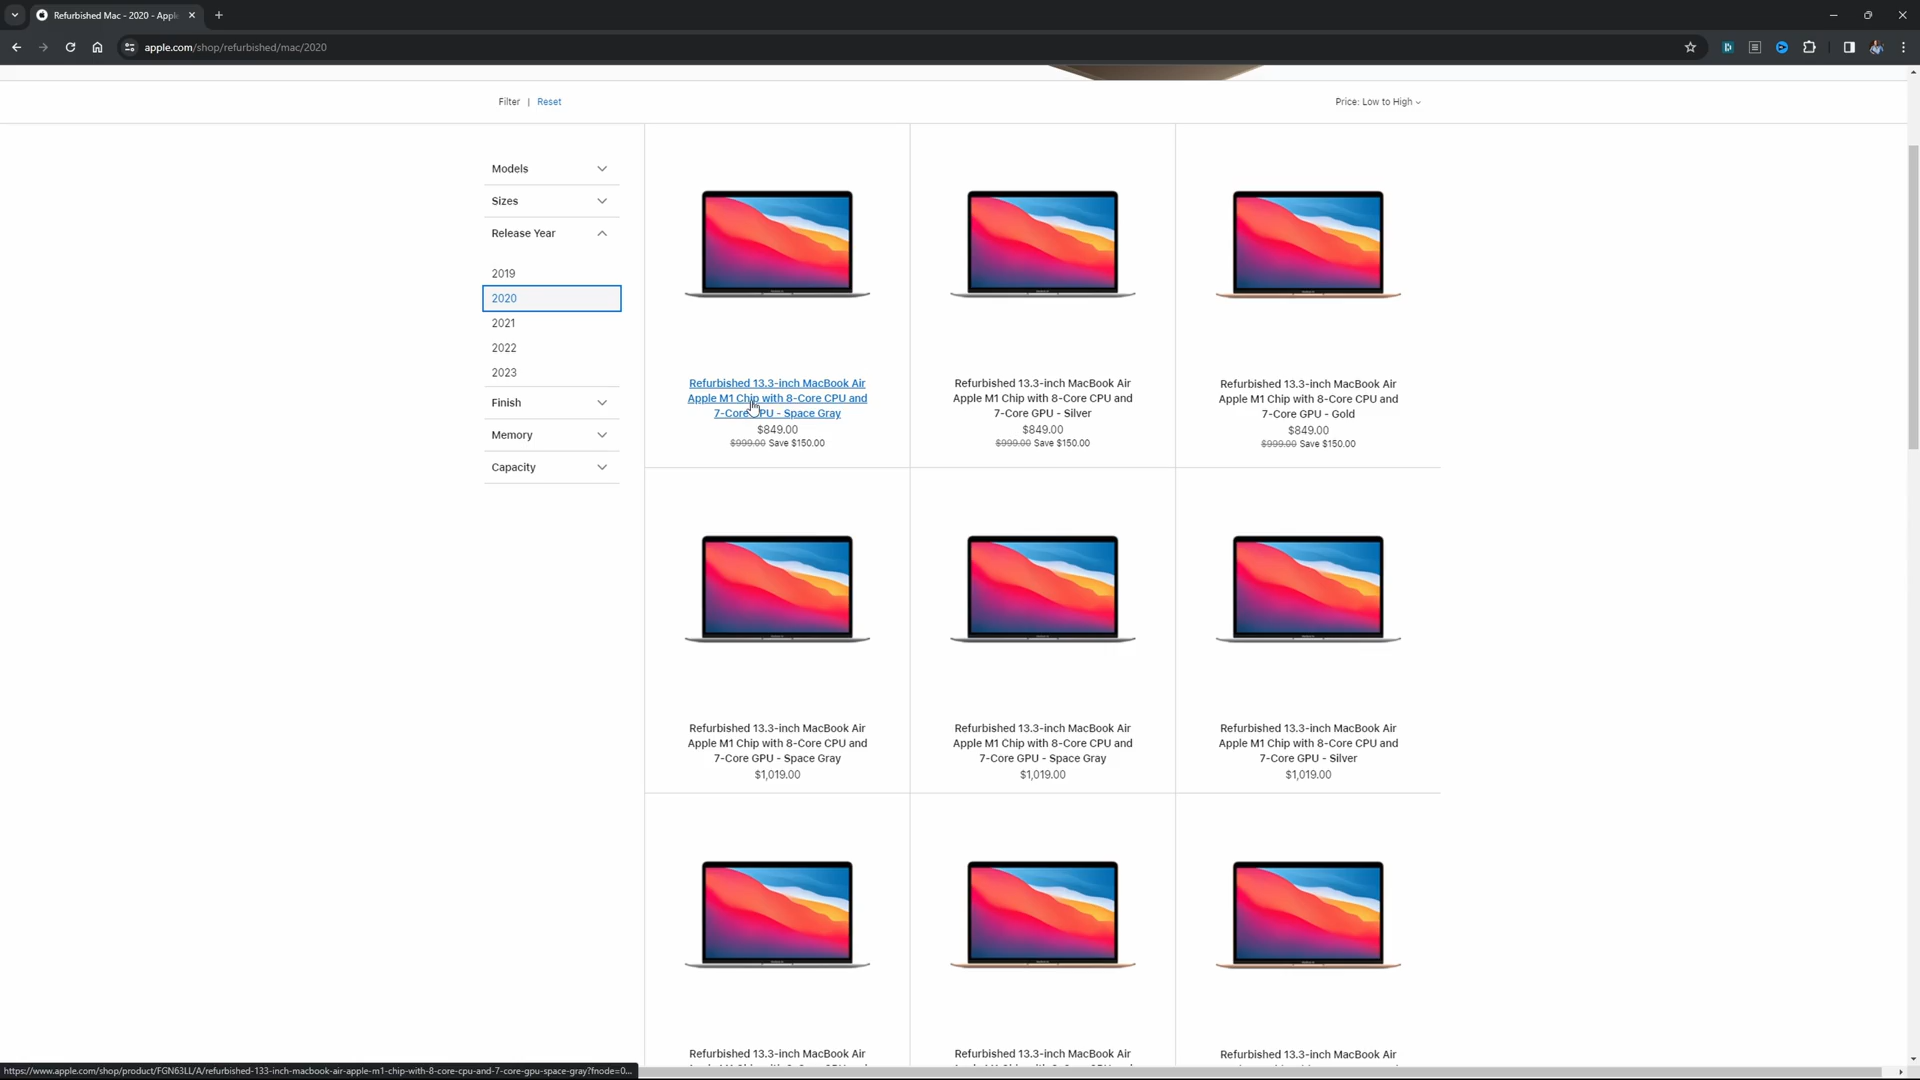 Refurbished Mac - 2020 - Apple
apple.com/shop/refurbished/mac/2020
Filter | Reset
Price: Low to High
Models
Sizes
Release Year
2019
2020
2021
2022
2023
Finish
Memory
Capacity
Refurbished 13.3-inch MacBook Air
Apple M1 Chip with 8-Core CPU and
7-Core GPU - Space Gray
$849.00
$999.00 Save $150.00
Refurbished 13.3-inch MacBook Air
Apple M1 Chip with 8-Core CPU and
7-Core GPU - Silver
$849.00
$999.00 Save $150.00
Refurbished 13.3-inch MacBook Air
Apple M1 Chip with 8-Core CPU and
7-Core GPU - Gold
$849.00
$999.00 Save $150.00
Refurbished 13.3-inch MacBook Air
Apple M1 Chip with 8-Core CPU and
7-Core GPU - Space Gray
$1,019.00
Refurbished 13.3-inch MacBook Air
Apple M1 Chip with 8-Core CPU and
7-Core GPU - Space Gray
$1,019.00
Refurbished 13.3-inch MacBook Air
Apple M1 Chip with 8-Core CPU and
7-Core GPU - Silver
$1,019.00
Refurbished 13.3-inch MacBook Air
Refurbished 13.3-inch MacBook Air
Refurbished 13.3-inch MacBook Air
https://www.apple.com/shop/product/FGN63LL/A/refurbished-133-inch-macbook-air-apple-m1-chip-with-8-core-cpu-and-7-core-gpu-space-gray?fnode=0...